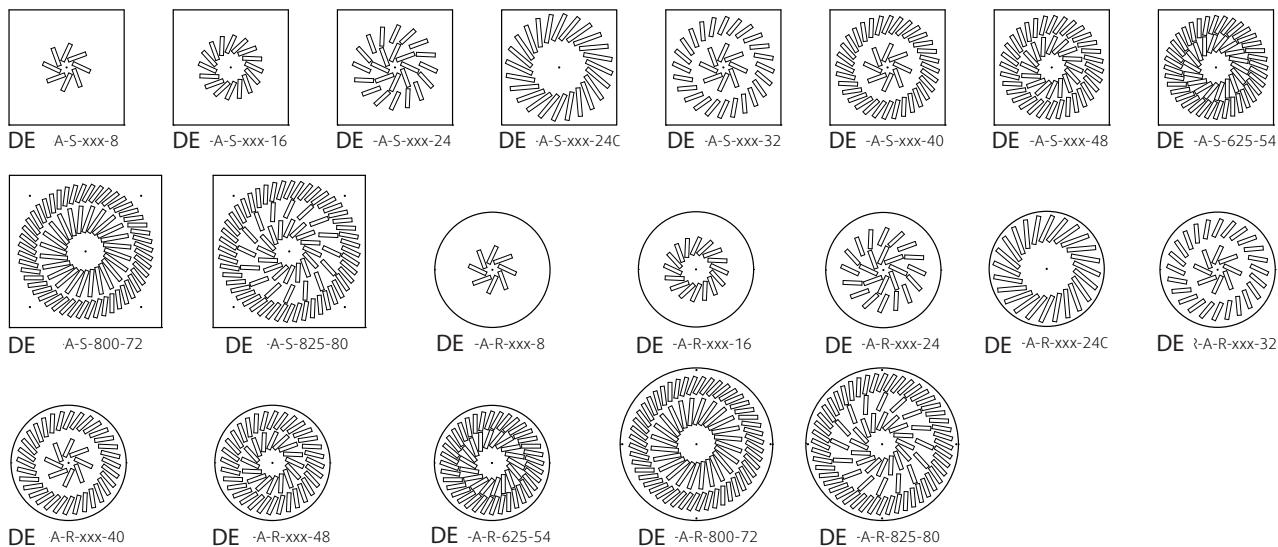 DE A-S-xxx-8
DE -A-S-xxx-16
DE -A-S-xxx-24
DE -A-S-xxx-24C
DE -A-S-xxx-32
DE -A-S-xxx-40
DE -A-S-xxx-48
DE -A-S-625-54
DE A-S-800-72
DE A-S-825-80
DE -A-R-xxx-8
DE -A-R-xxx-16
DE -A-R-xxx-24
DE -A-R-xxx-24C
DE -A-R-xxx-32
DE A-R-xxx-40
DE -A-R-xxx-48
DE -A-R-625-54
DE -A-R-800-72
DE -A-R-825-80